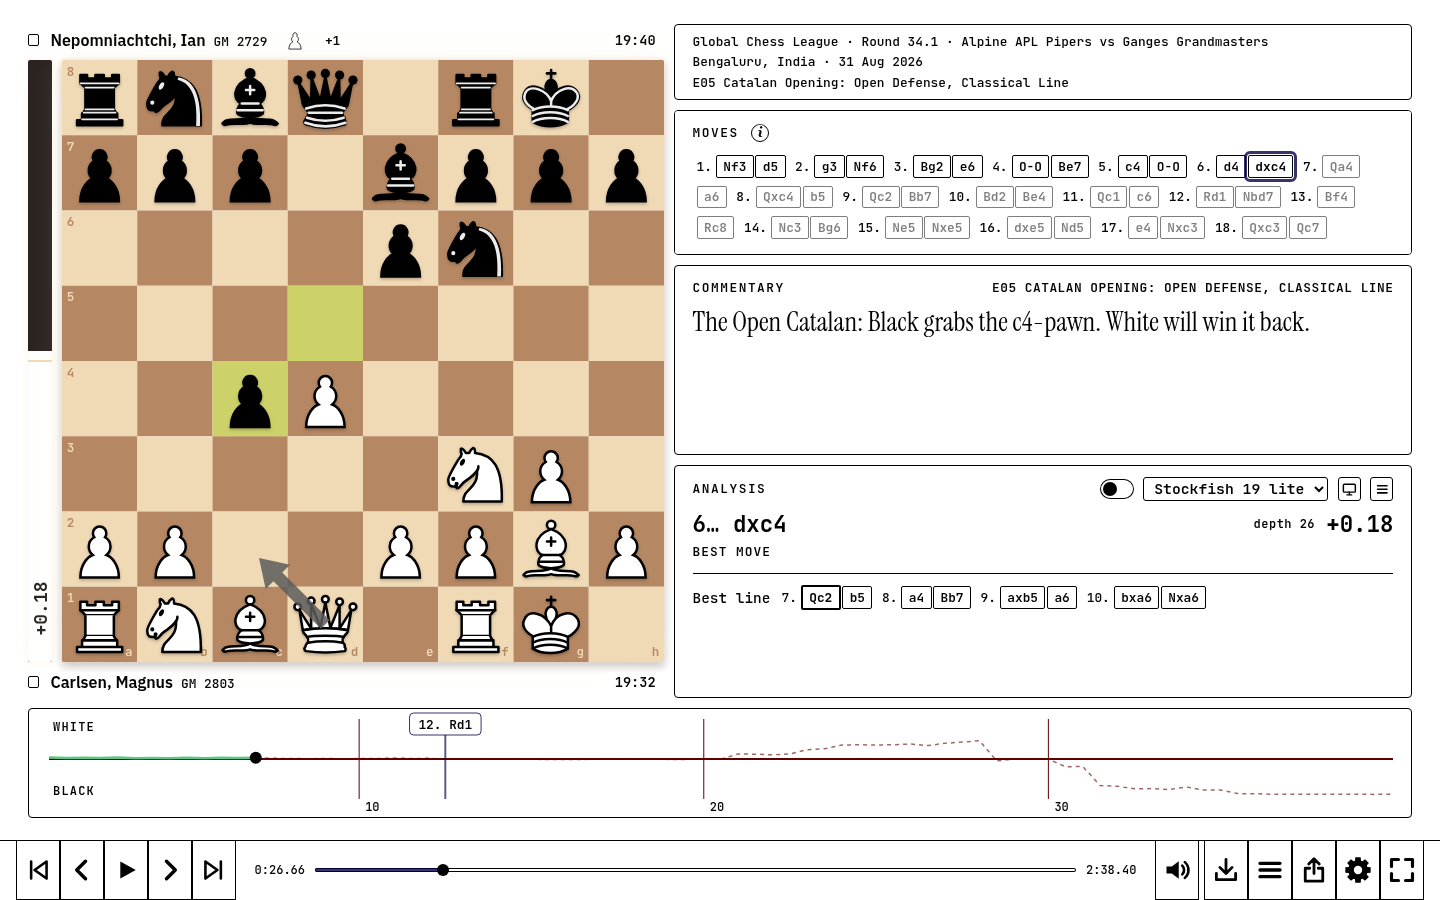 Nepomniachtchi, Ian GM 2729 +1 19:40
8
7
6
5
4
3
2
1
a b c d e f g h
+0.18
Carlsen, Magnus GM 2803 19:32
Global Chess League · Round 34.1 · Alpine APL Pipers vs Ganges Grandmasters
Bengaluru, India · 31 Aug 2026
E05 Catalan Opening: Open Defense, Classical Line
MOVES i
1. Nf3 d5 2. g3 Nf6 3. Bg2 e6 4. O-O Be7 5. c4 O-O 6. d4 dxc4 7. Qa4
a6 8. Qxc4 b5 9. Qc2 Bb7 10. Bd2 Be4 11. Qc1 c6 12. Rd1 Nbd7 13. Bf4
Rc8 14. Nc3 Bg6 15. Ne5 Nxe5 16. dxe5 Nd5 17. e4 Nxc3 18. Qxc3 Qc7
COMMENTARY E05 CATALAN OPENING: OPEN DEFENSE, CLASSICAL LINE
The Open Catalan: Black grabs the c4-pawn. White will win it back.
ANALYSIS Stockfish 19 lite
6… dxc4 depth 26 +0.18
BEST MOVE
Best line 7. Qc2 b5 8. a4 Bb7 9. axb5 a6 10. bxa6 Nxa6
WHITE
12. Rd1
BLACK
10 20 30
0:26.66 2:38.40